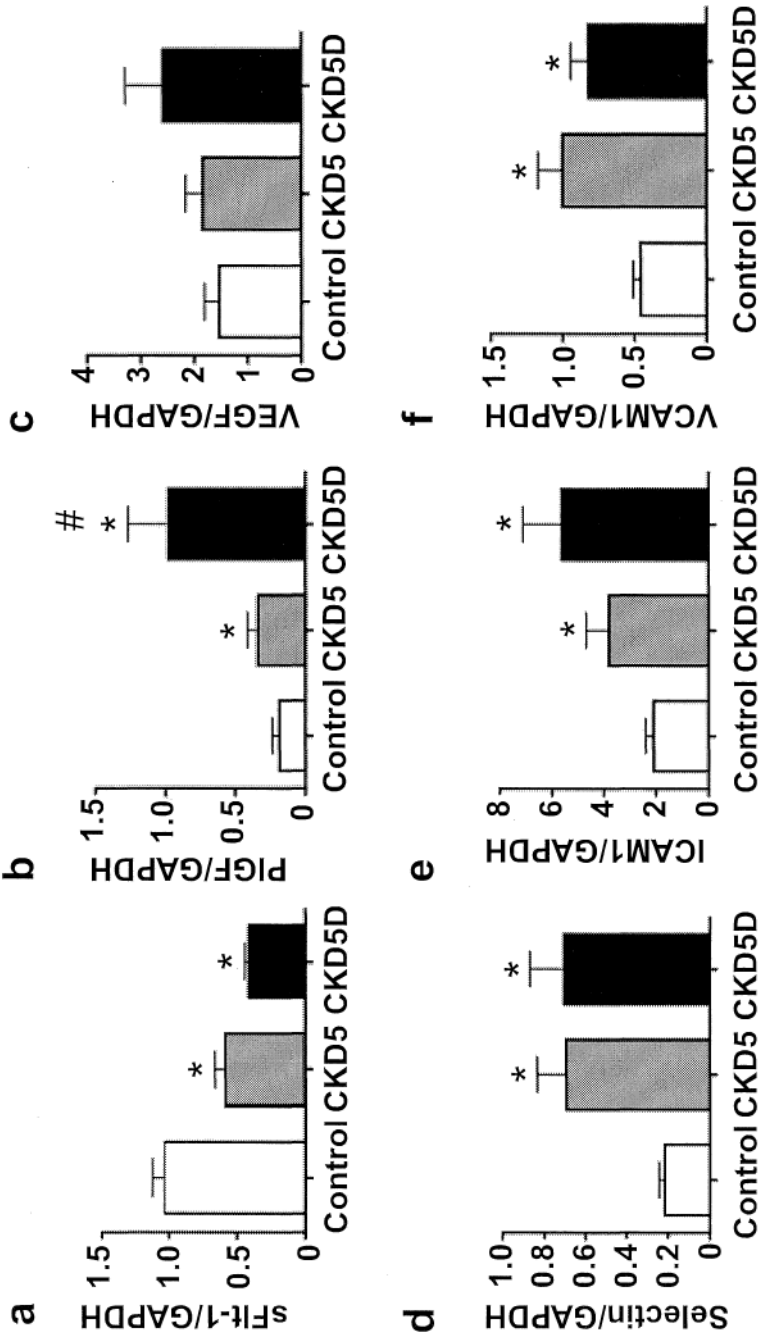 a
sFlt-1/GAPDH
1.5
1.0
0.5
0
Control CKD5 CKD5D
*
*
b
PlGF/GAPDH
1.5
1.0
0.5
0
Control CKD5 CKD5D
*
*
#
c
VEGF/GAPDH
4
3
2
1
0
Control CKD5 CKD5D
d
Selectin/GAPDH
1.0
0.8
0.6
0.4
0.2
0
Control CKD5 CKD5D
*
*
e
ICAM1/GAPDH
8
6
4
2
0
Control CKD5 CKD5D
*
*
f
VCAM1/GAPDH
1.5
1.0
0.5
0
Control CKD5 CKD5D
*
*